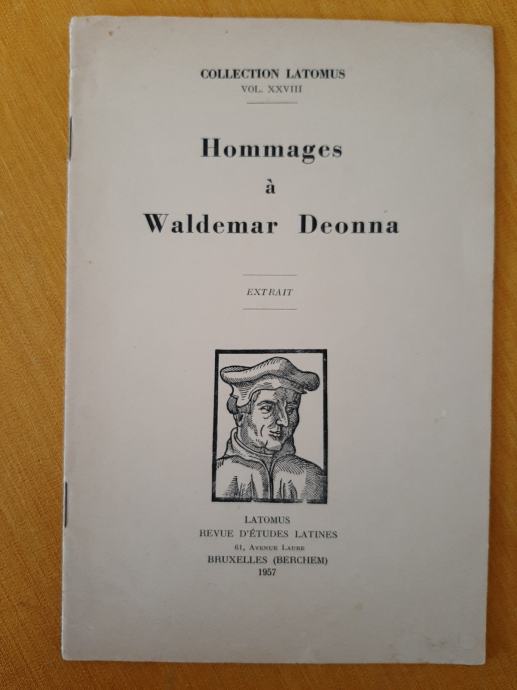 COLLECTION LATOMUS
VOL. XXVIII
Hommages
à
Waldemar Deonna
EXTRAIT
LATOMUS
REVUE D'ÉTUDES LATINES
61, AVENUE LAURE
BRUXELLES (BERCHEM)
1957